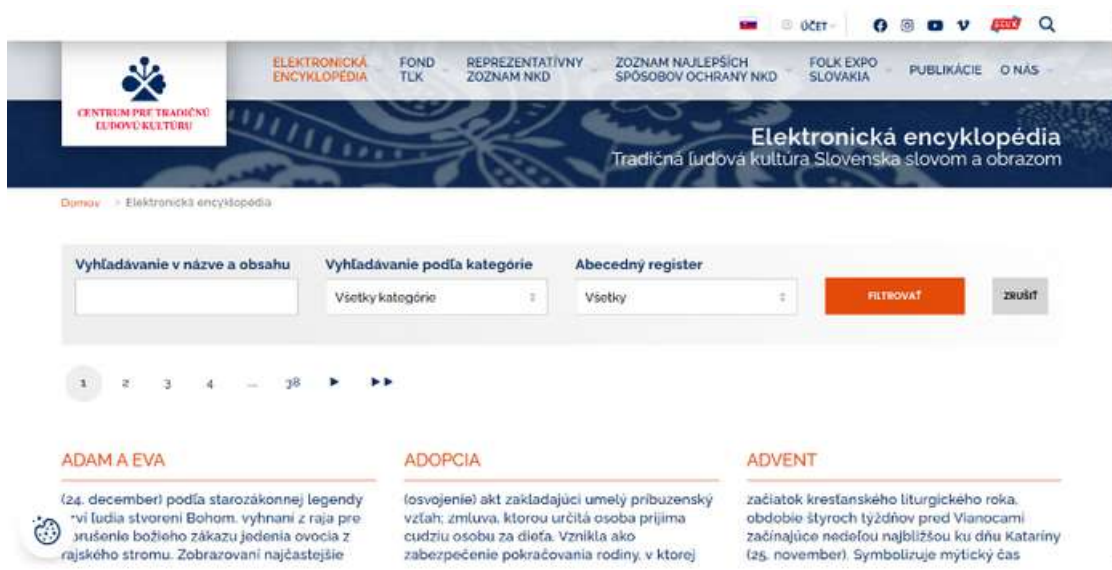 ÚČET
ELEKTRONICKÁ ENCYKLOPÉDIA
FOND TLK
REPREZENTATÍVNY ZOZNAM NKD
ZOZNAM NAJLEPŠÍCH SPÔSOBOV OCHRANY NKD
FOLK EXPO SLOVAKIA
PUBLIKÁCIE
O NÁS
CENTRUM PRE TRADIČNÚ
ĽUDOVÚ KULTÚRU
Elektronická encyklopédia
Tradičná ľudová kultúra Slovenska slovom a obrazom
Domov > Elektronická encyklopédia
Vyhľadávanie v názve a obsahu
Vyhľadávanie podľa kategórie
Abecedný register
Všetky kategórie
Všetky
FILTROVAŤ
ZRUŠIŤ
1 2 3 4 ... 38
ADAM A EVA
(24. december) podľa starozákonnej legendy
ľudia stvorení Bohom, vyhnaní z raja pre
božieho zákazu jedenia ovocia z
rajského stromu. Zobrazovaní najčastejšie
ADOPCIA
(osvojenie) akt zakladajúci umelý príbuzenský
vzťah; zmluva, ktorou určitá osoba prijíma
cudziu osobu za dieťa. Vznikla ako
zabezpečenie pokračovania rodiny, v ktorej
ADVENT
začiatok kresťanského liturgického roka,
obdobie štyroch týždňov pred Vianocami
začínajúce nedeľou najbližšou ku dňu Kataríny
(25. november). Symbolizuje mýtický čas